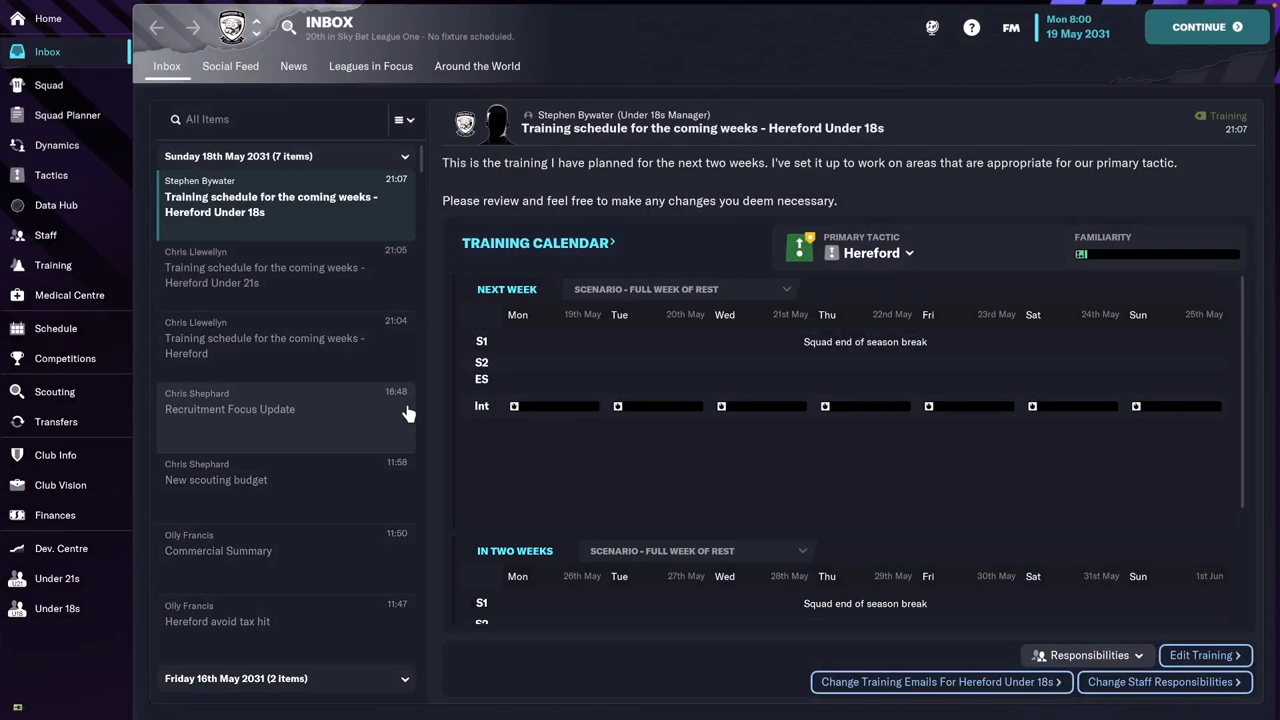 Home
Inbox
Squad
Squad Planner
Dynamics
Tactics
Data Hub
Staff
Training
Medical Centre
Schedule
Competitions
Scouting
Transfers
Club Info
Club Vision
Finances
Dev. Centre
Under 21s
Under 18s
INBOX
20th in Sky Bet League One - No fixture scheduled.
FM
Mon 8:00
19 May 2031
CONTINUE
Inbox Social Feed News Leagues in Focus Around the World
All Items
Sunday 18th May 2031 (7 items)
Stephen Bywater 21:07
Training schedule for the coming weeks -
Hereford Under 18s
Chris Llewellyn 21:05
Training schedule for the coming weeks -
Hereford Under 21s
Chris Llewellyn 21:04
Training schedule for the coming weeks -
Hereford
Chris Shephard 16:48
Recruitment Focus Update
Chris Shephard 11:58
New scouting budget
Olly Francis 11:50
Commercial Summary
Olly Francis 11:47
Hereford avoid tax hit
Friday 16th May 2031 (2 items)
Stephen Bywater (Under 18s Manager)
Training schedule for the coming weeks - Hereford Under 18s
Training
21:07
This is the training I have planned for the next two weeks. I've set it up to work on areas that are appropriate for our primary tactic.
Please review and feel free to make any changes you deem necessary.
TRAINING CALENDAR
PRIMARY TACTIC
Hereford
FAMILIARITY
NEXT WEEK SCENARIO - FULL WEEK OF REST
Mon 19th May Tue 20th May Wed 21st May Thu 22nd May Fri 23rd May Sat 24th May Sun 25th May
S1 Squad end of season break
S2
ES
Int
IN TWO WEEKS SCENARIO - FULL WEEK OF REST
Mon 26th May Tue 27th May Wed 28th May Thu 29th May Fri 30th May Sat 31st May Sun 1st Jun
S1 Squad end of season break
S2
Responsibilities Edit Training
Change Training Emails For Hereford Under 18s Change Staff Responsibilities